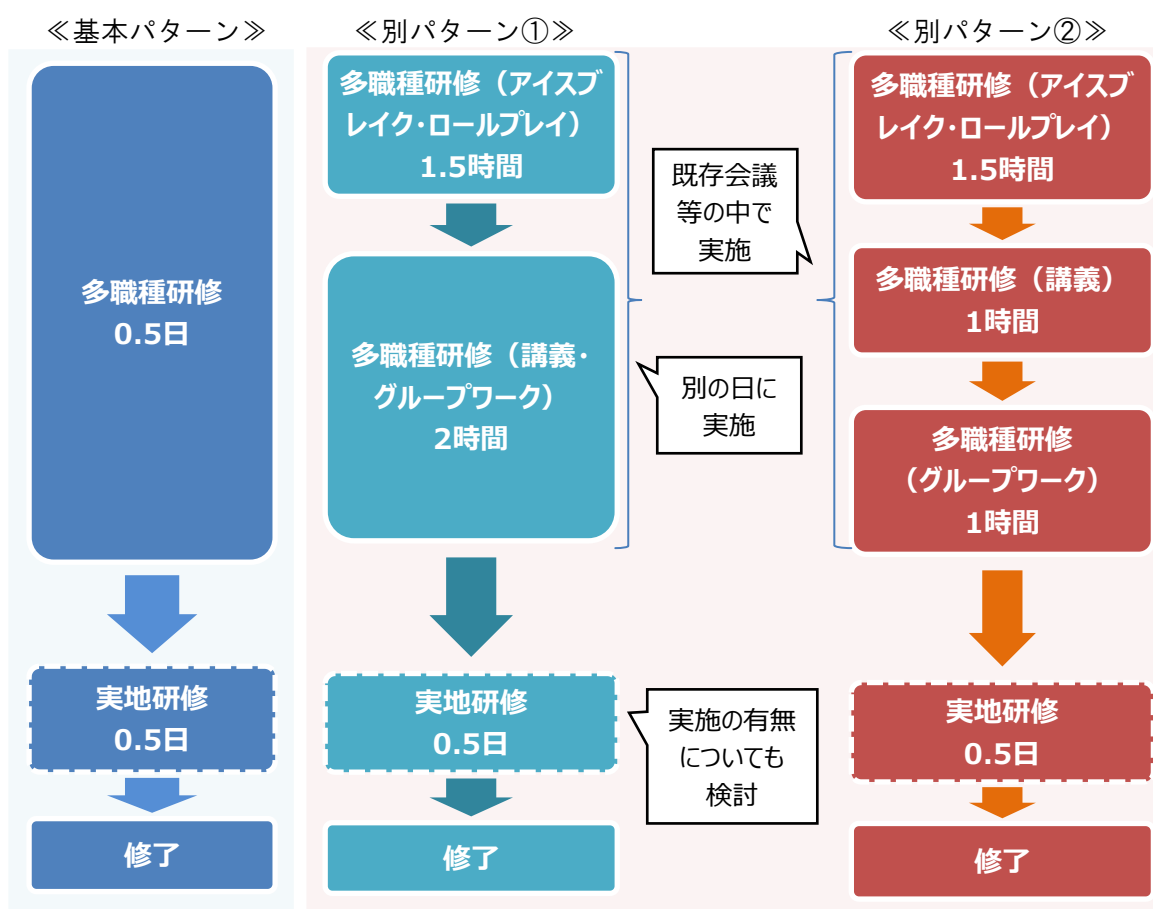 ≪基本パターン≫
多職種研修
0.5日
実地研修
0.5日
修了
≪別パターン①≫
多職種研修（アイスブ
レイク・ロールプレイ）
1.5時間
多職種研修（講義・
グループワーク）
2時間
実地研修
0.5日
修了
既存会議
等の中で
実施
別の日に
実施
実施の有無
についても
検討
≪別パターン②≫
多職種研修（アイスブ
レイク・ロールプレイ）
1.5時間
多職種研修（講義）
1時間
多職種研修
（グループワーク）
1時間
実地研修
0.5日
修了